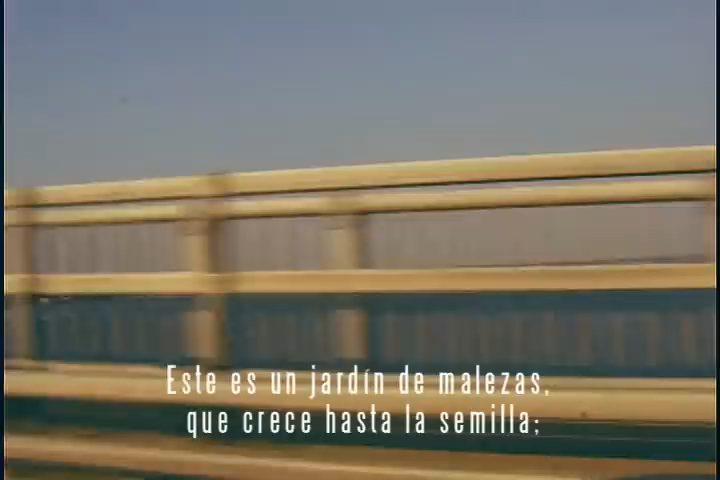 Este es un jardín de malezas,
que crece hasta la semilla;